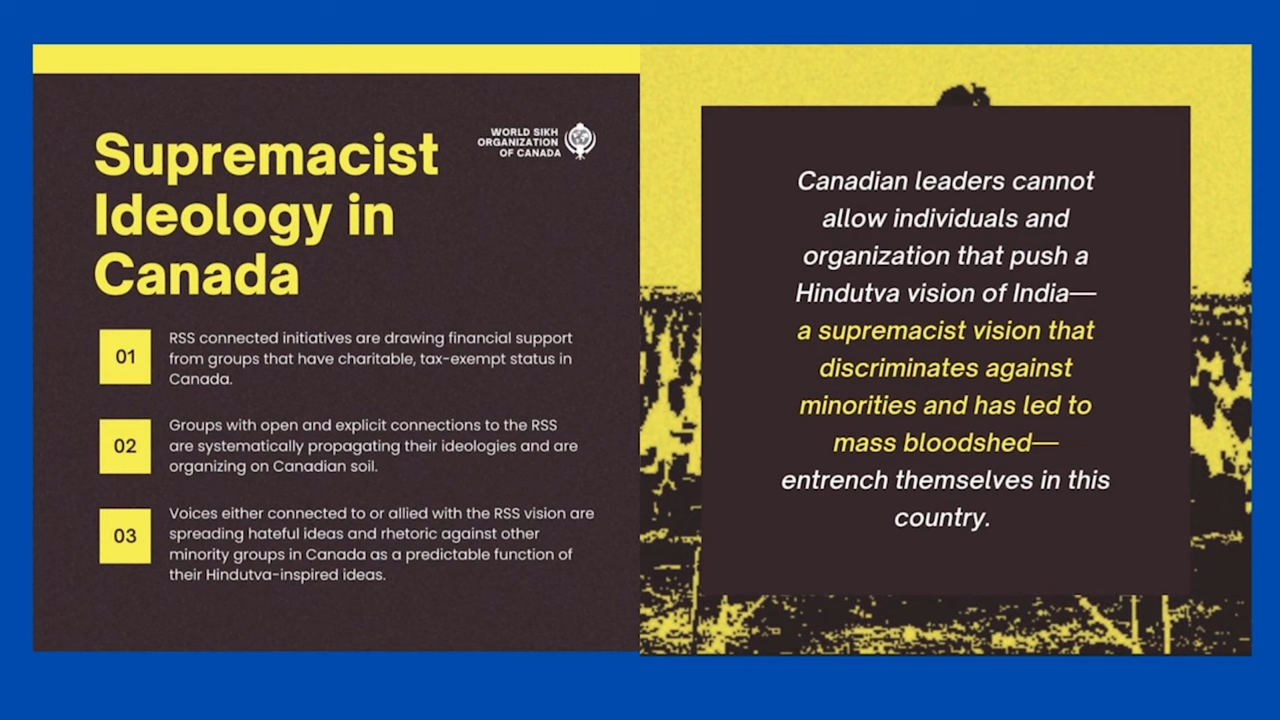 Supremacist
Ideology in
Canada
WORLD SIKH
ORGANIZATION
OF CANADA
01
RSS connected initiatives are drawing financial support
from groups that have charitable, tax-exempt status in
Canada.
02
Groups with open and explicit connections to the RSS
are systematically propagating their ideologies and are
organizing on Canadian soil.
03
Voices either connected to or allied with the RSS vision are
spreading hateful ideas and rhetoric against other
minority groups in Canada as a predictable function of
their Hindutva-inspired ideas.
Canadian leaders cannot
allow individuals and
organization that push a
Hindutva vision of India—
a supremacist vision that
discriminates against
minorities and has led to
mass bloodshed—
entrench themselves in this
country.